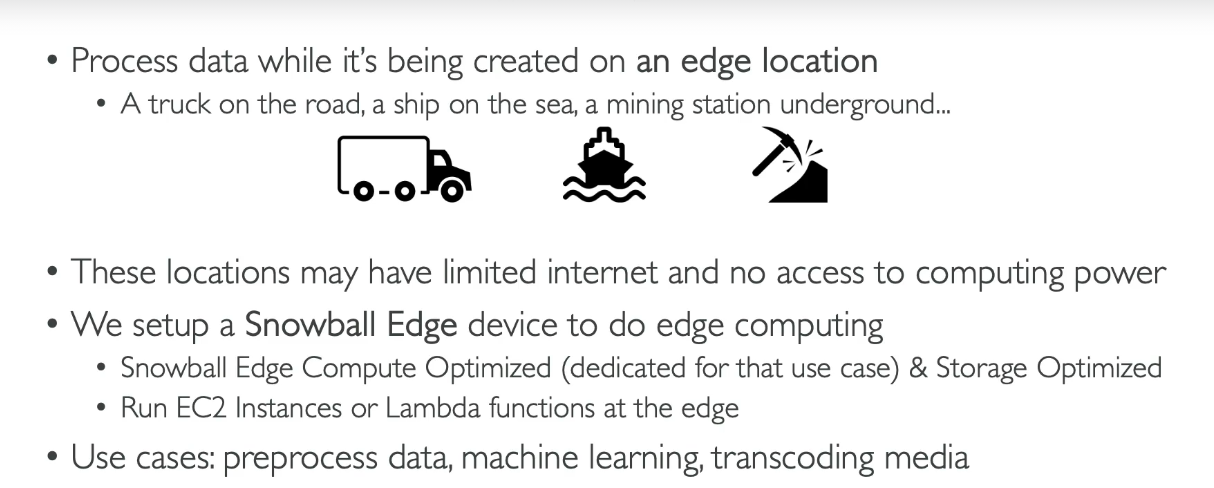 • Process data while it's being created on an edge location
• A truck on the road, a ship on the sea, a mining station underground...
• These locations may have limited internet and no access to computing power
• We setup a Snowball Edge device to do edge computing
• Snowball Edge Compute Optimized (dedicated for that use case) & Storage Optimized
• Run EC2 Instances or Lambda functions at the edge
• Use cases: preprocess data, machine learning, transcoding media